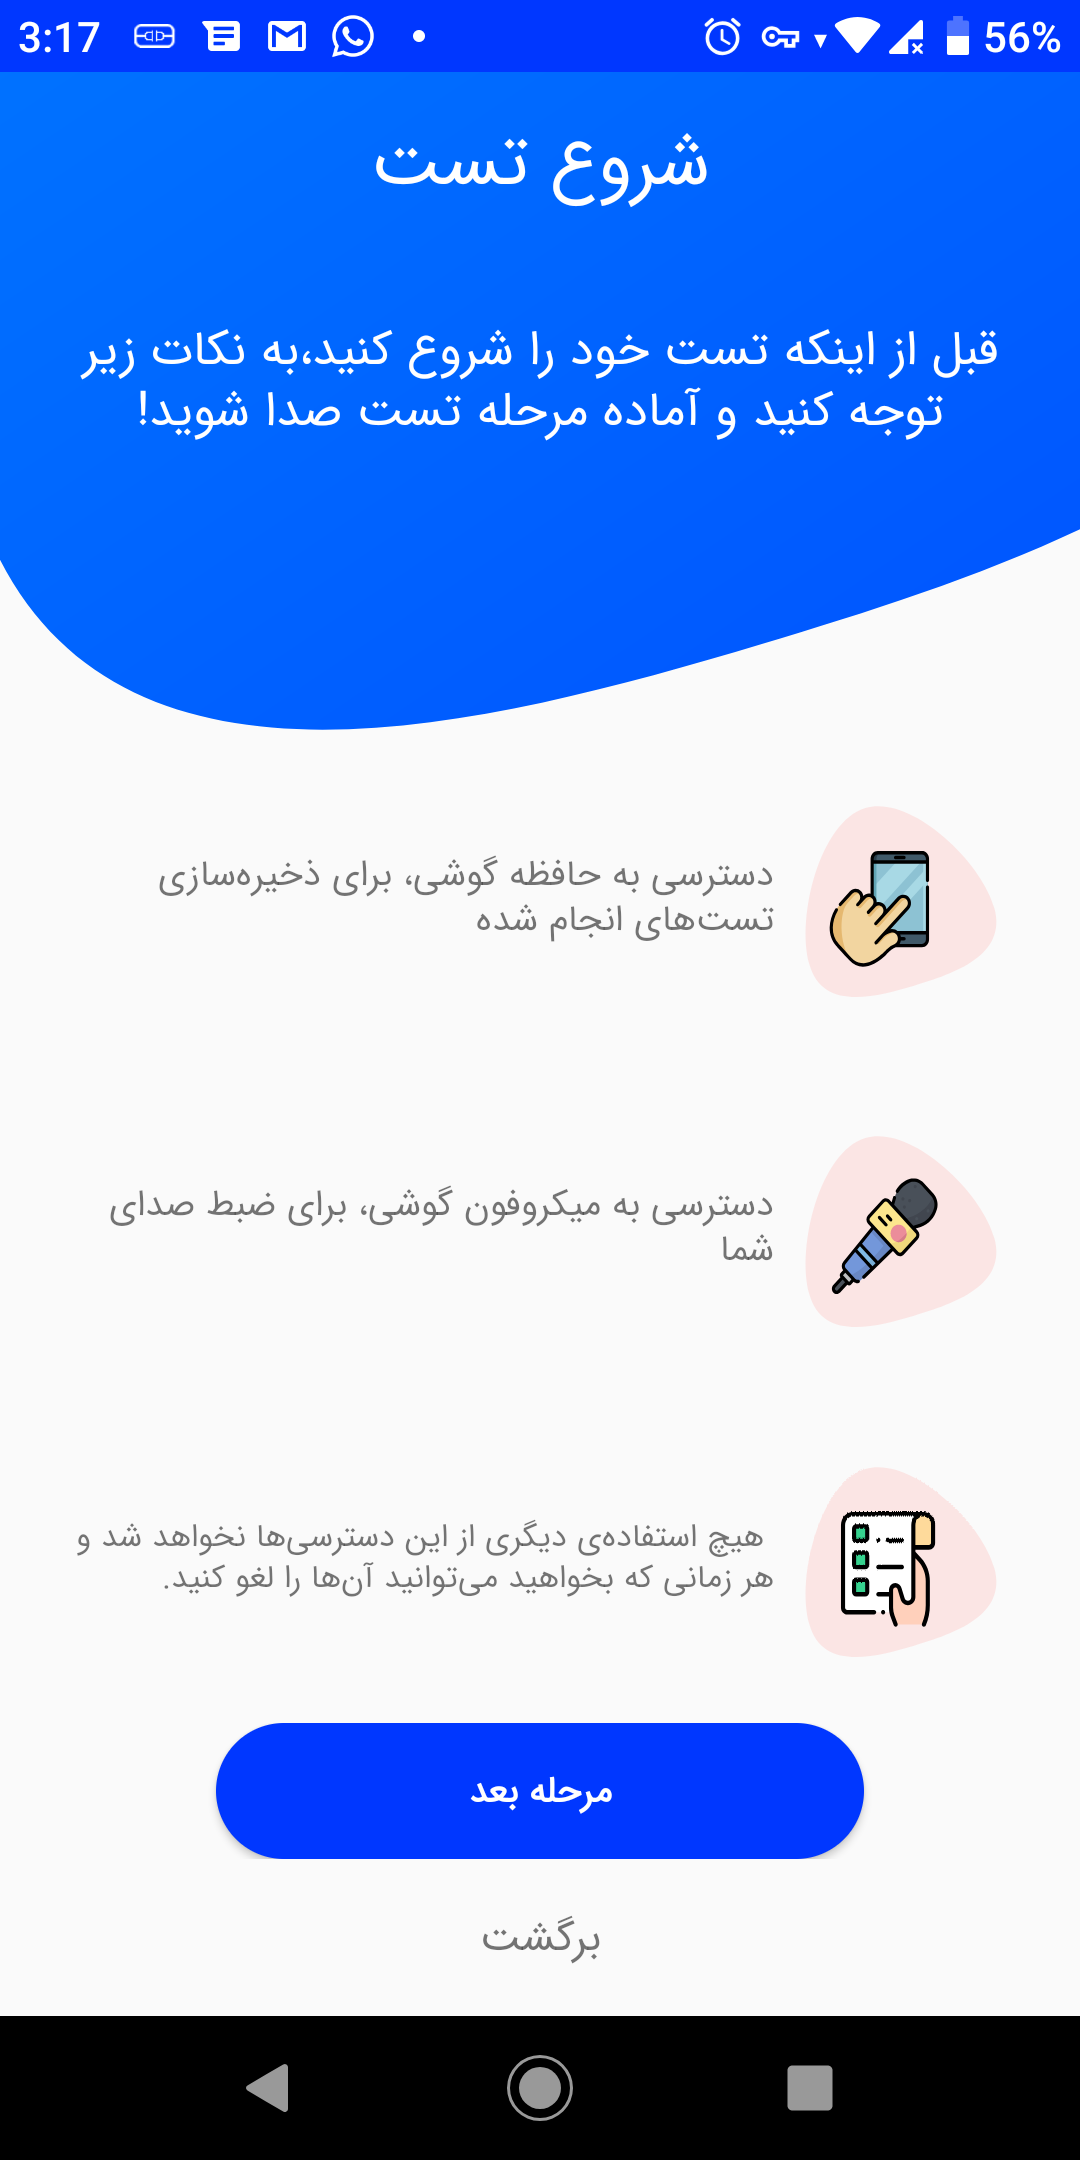 3:17
56%
شروع تست
قبل از اینکه تست خود را شروع کنید،به نکات زیر
توجه کنید و آماده مرحله تست صدا شوید!
دسترسی به حافظه گوشی، برای ذخیره‌سازی
تست‌های انجام شده
دسترسی به میکروفون گوشی، برای ضبط صدای
شما
هیچ استفاده‌ی دیگری از این دسترسی‌ها نخواهد شد و
هر زمانی که بخواهید می‌توانید آن‌ها را لغو کنید.
مرحله بعد
برگشت